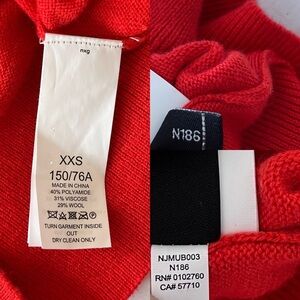 nxg
XXS
150/76A
MADE IN CHINA
40% POLYAMIDE
31% VISCOSE
29% WOOL
TURN GARMENT INSIDE
OUT
DRY CLEAN ONLY
N186
NJMUB003
N186
RN# 0102760
CA# 57710